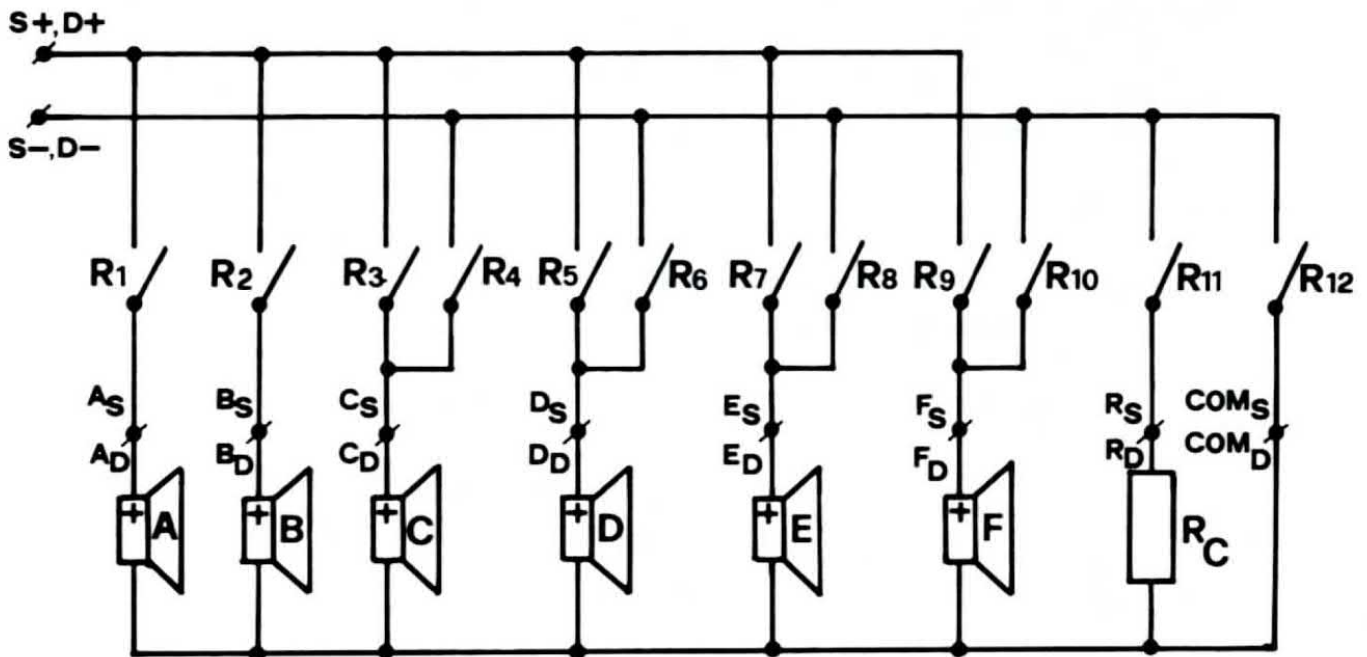 S+,D+
S-,D-
R1 R2 R3 R4 R5 R6 R7 R8 R9 R10 R11 R12
AS BS CS DS ES FS RS COMS
AD BD CD DD ED FD RD COMD
+ A + B + C + D + E + F RC